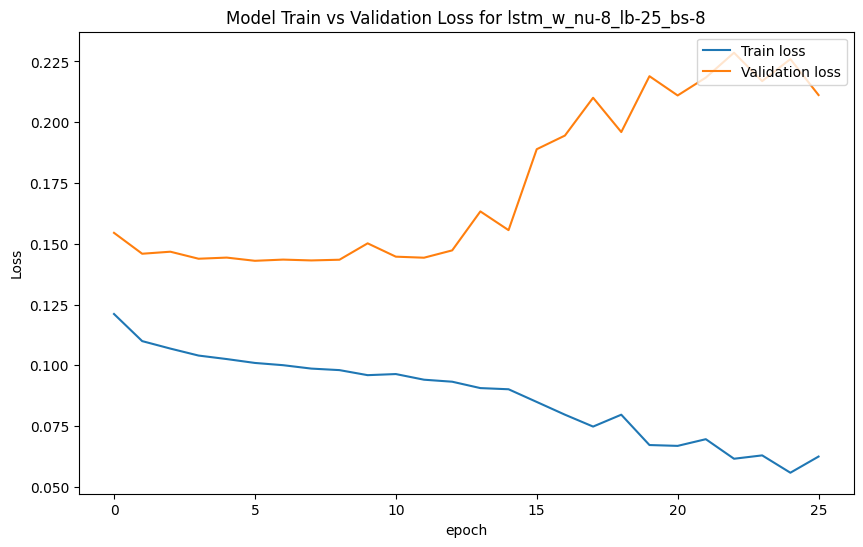 Model Train vs Validation Loss for lstm_w_nu-8_lb-25_bs-8
Train loss
Validation loss
0.225
0.200
0.175
0.150
0.125
0.100
0.075
0.050
Loss
0 5 10 15 20 25
epoch